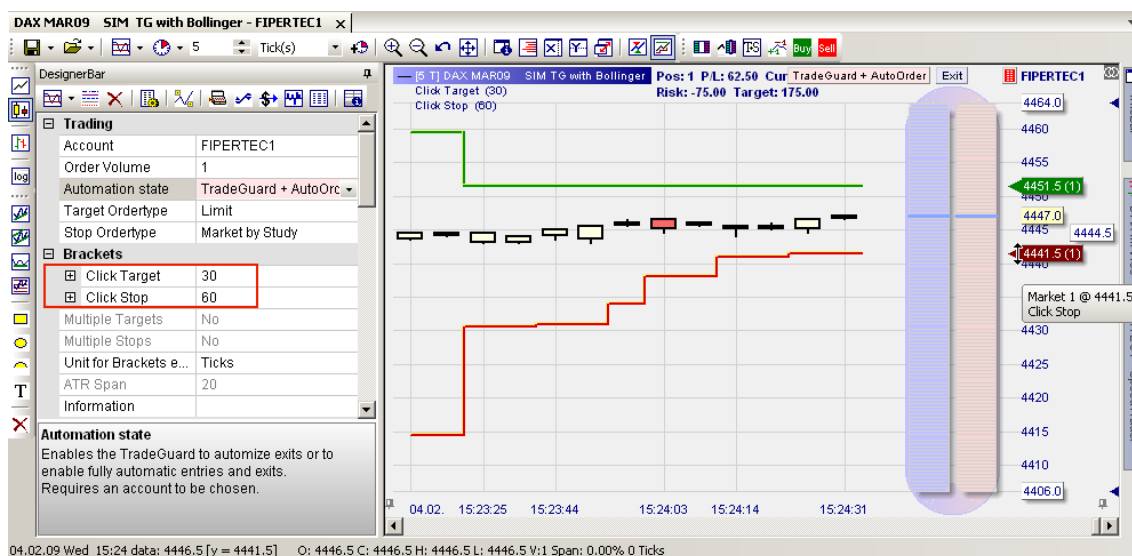 DAX MAR09 SIM TG with Bollinger - FIPERTEC1 x
5 Tick(s) TS Buy Sell
DesignerBar
Trading
Account FIPERTEC1
Order Volume 1
Automation state TradeGuard + AutoOrc
Target Ordertype Limit
Stop Ordertype Market by Study
Brackets
Click Target 30
Click Stop 60
Multiple Targets No
Multiple Stops No
Unit for Brackets e... Ticks
ATR Span 20
Information
Automation state
Enables the TradeGuard to automize exits or to
enable fully automatic entries and exits.
Requires an account to be chosen.
log
T
[5 T] DAX MAR09 SIM TG with Bollinger Pos: 1 P/L: 62.50 Cur TradeGuard + AutoOrder Exit FIPERTEC1
Click Target (30) Risk: -75.00 Target: 175.00
Click Stop (60)
4464.0
4460
4455
4451.5 (1)
4450
4447.0
4445 4444.5
4441.5 (1)
4440
Market 1 @ 4441.5
Click Stop
4430
4425
4420
4415
4410
4406.0
04.02. 15:23:25 15:23:44 15:24:03 15:24:14 15:24:31
04.02.09 Wed 15:24 data: 4446.5 [y = 4441.5] O: 4446.5 C: 4446.5 H: 4446.5 L: 4446.5 V:1 Span: 0.00% 0 Ticks